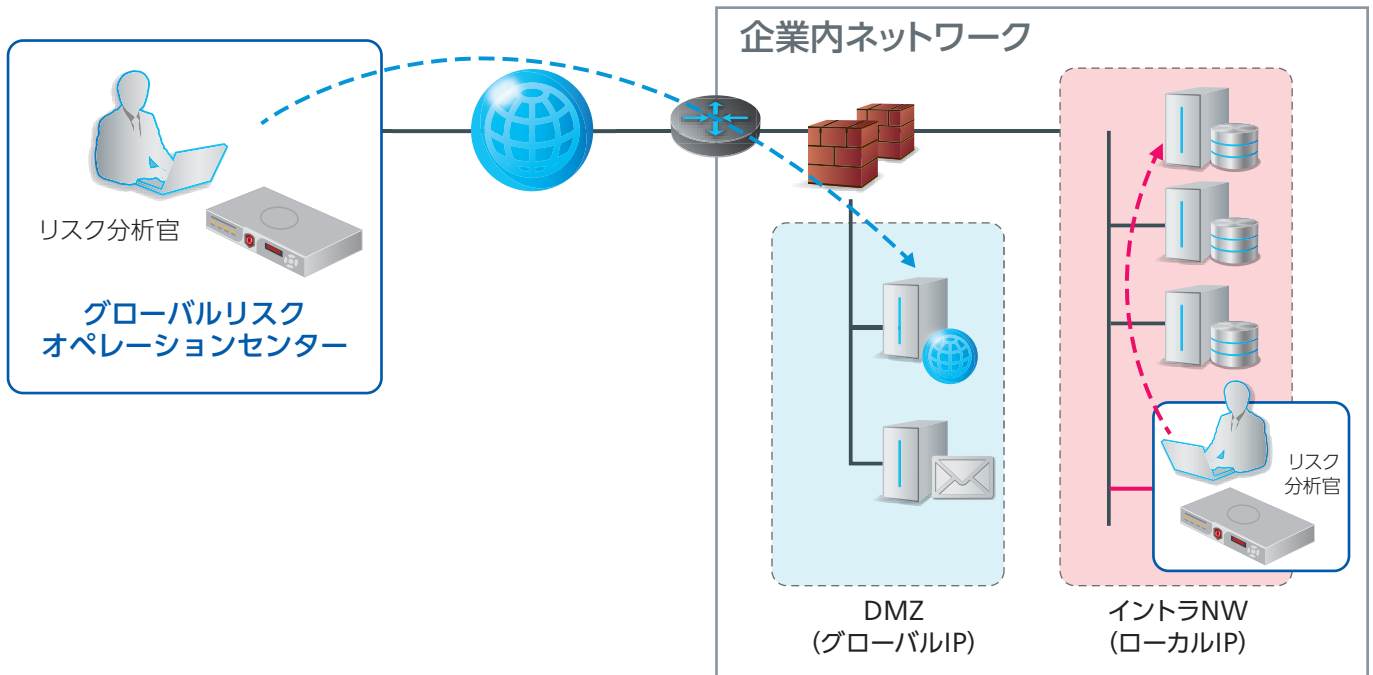 企業内ネットワーク
リスク分析官
グローバルリスク
オペレーションセンター
リスク
分析官
DMZ
(グローバルIP)
イントラNW
(ローカルIP)